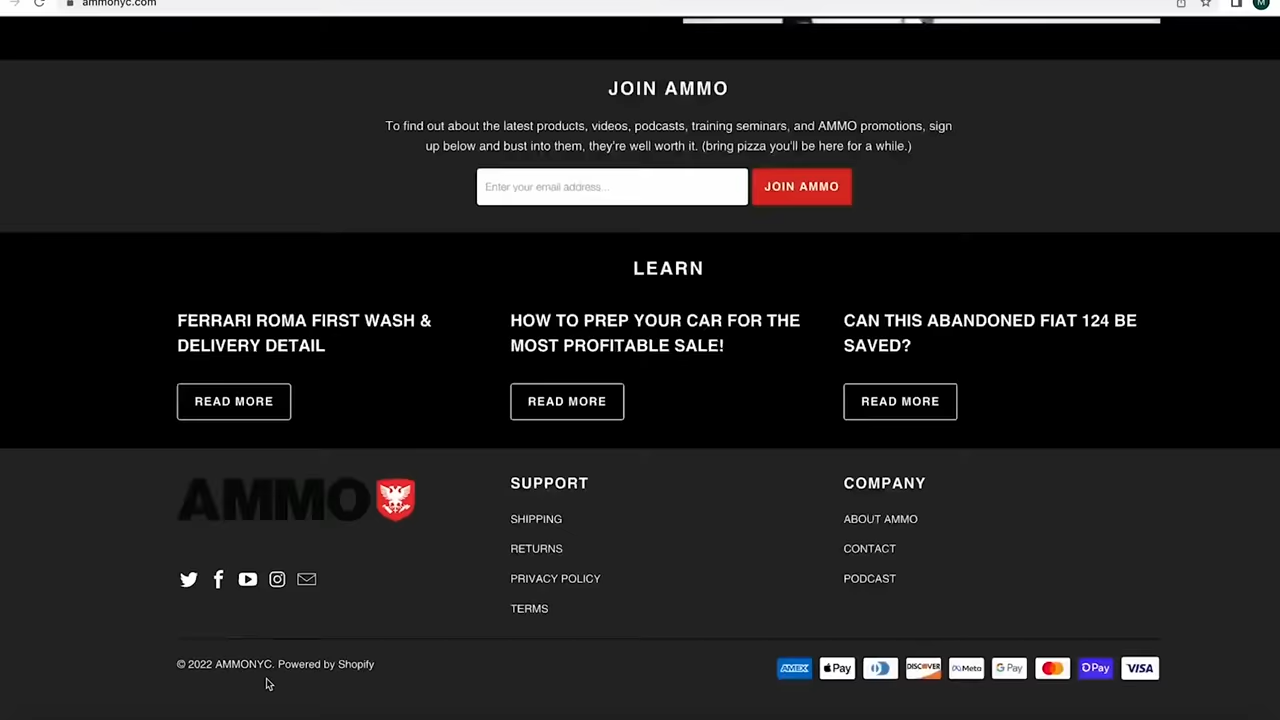 ammonyc.com
M
JOIN AMMO
To find out about the latest products, videos, podcasts, training seminars, and AMMO promotions, sign
up below and bust into them, they're well worth it. (bring pizza you'll be here for a while.)
Enter your email address...
JOIN AMMO
LEARN
FERRARI ROMA FIRST WASH &
DELIVERY DETAIL
READ MORE
HOW TO PREP YOUR CAR FOR THE
MOST PROFITABLE SALE!
READ MORE
CAN THIS ABANDONED FIAT 124 BE
SAVED?
READ MORE
AMMO
SUPPORT
SHIPPING
RETURNS
PRIVACY POLICY
TERMS
COMPANY
ABOUT AMMO
CONTACT
PODCAST
© 2022 AMMONYC. Powered by Shopify
AMEX
Pay
DISCOVER
Meta
G Pay
Pay
VISA